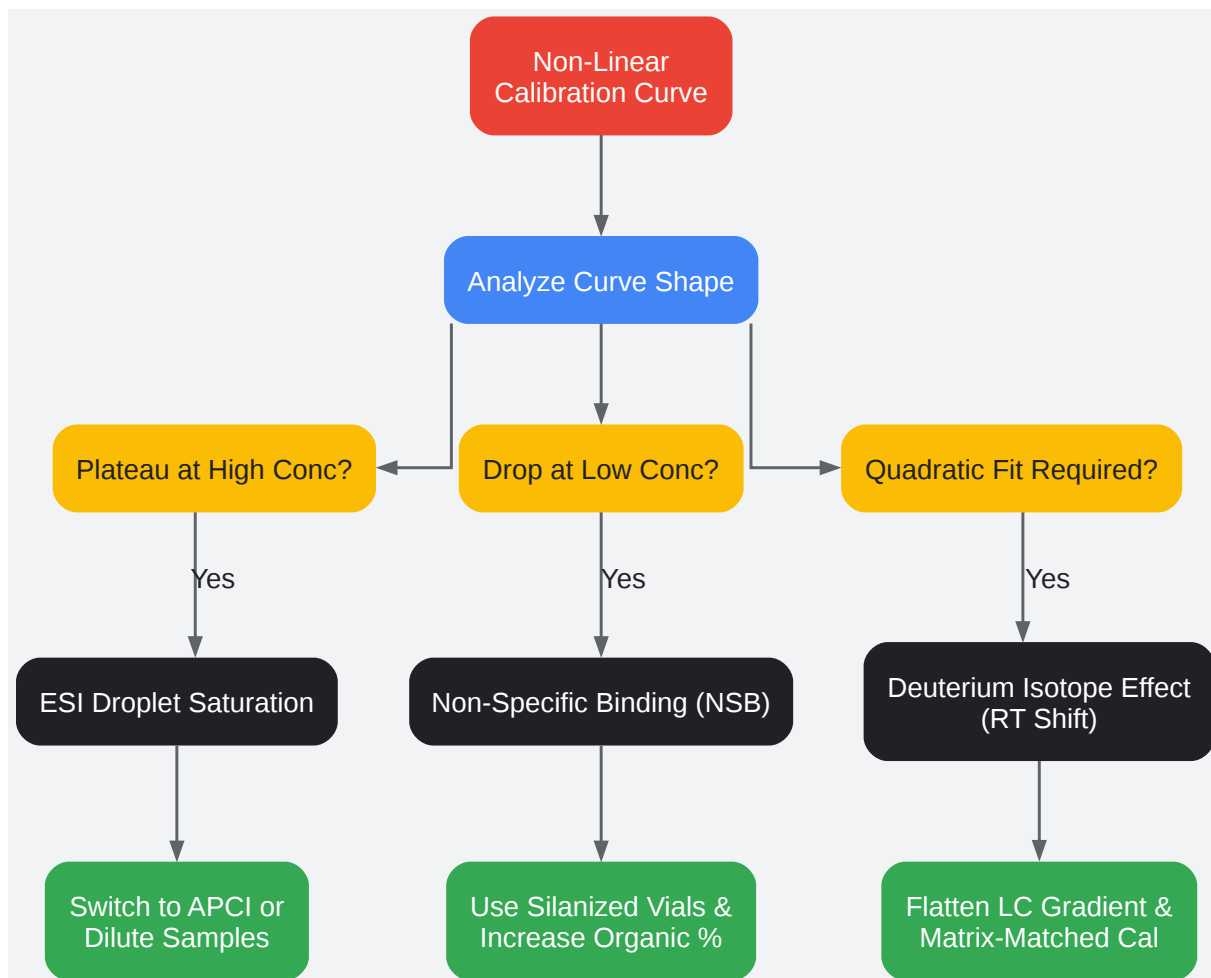 Non-Linear
Calibration Curve
Analyze Curve Shape
Plateau at High Conc?
Drop at Low Conc?
Quadratic Fit Required?
Yes
Yes
Yes
ESI Droplet Saturation
Non-Specific Binding (NSB)
Deuterium Isotope Effect
(RT Shift)
Switch to APCI or
Dilute Samples
Use Silanized Vials &
Increase Organic %
Flatten LC Gradient &
Matrix-Matched Cal